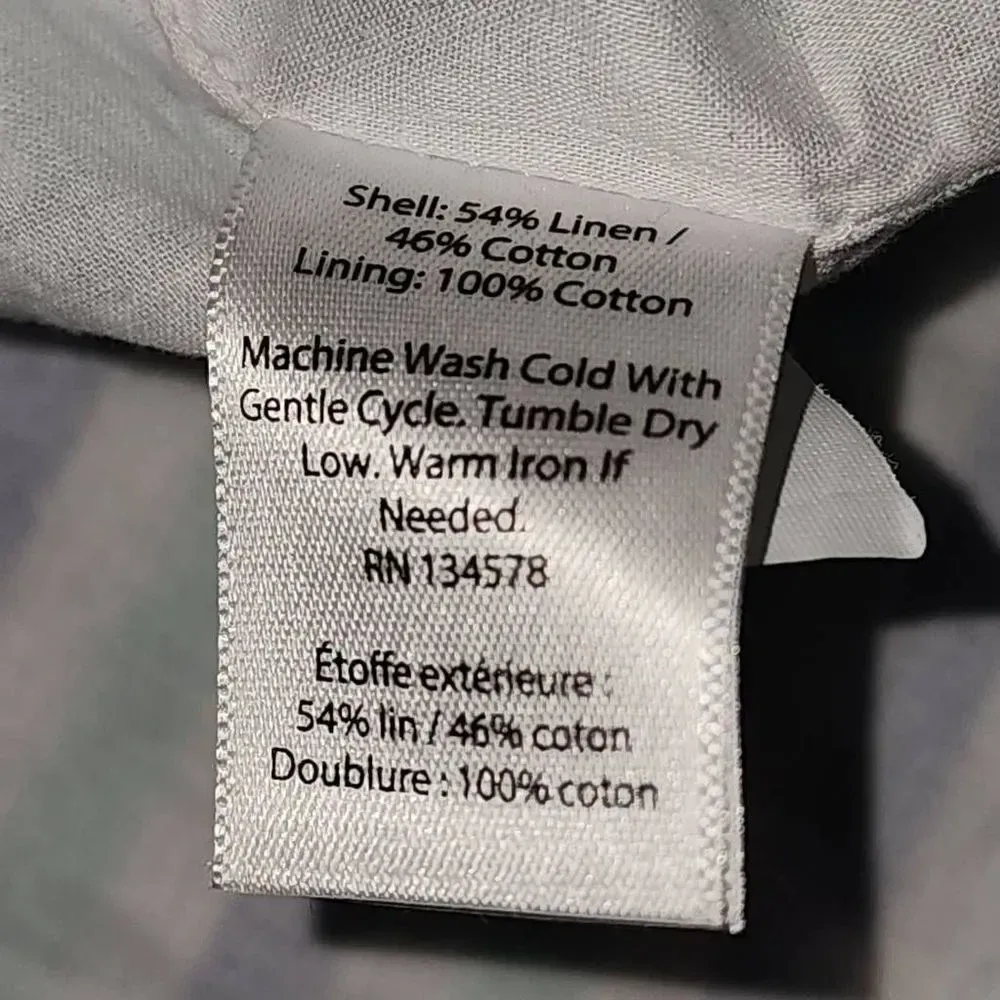 Shell: 54% Linen /
46% Cotton
Lining: 100% Cotton
Machine Wash Cold With
Gentle Cycle. Tumble Dry
Low. Warm Iron If
Needed.
RN 134578
Étoffe extérieure :
54% lin / 46% coton
Doublure : 100% coton